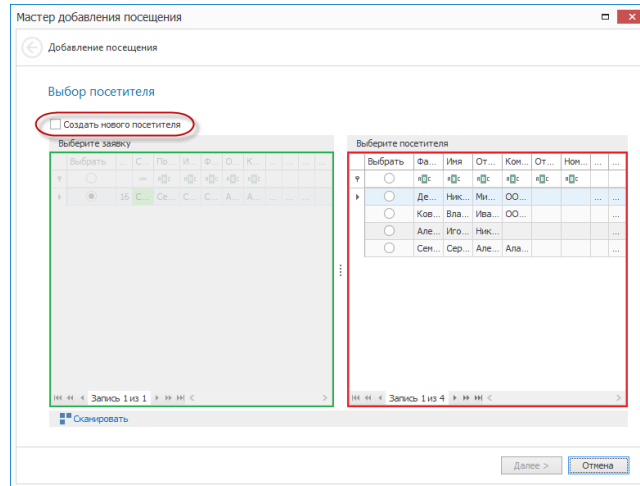 Мастер добавления посещения
Добавление посещения
Выбор посетителя
Создать нового посетителя
Выберите заявку
Выберите посетителя
Выбрать С... По... И... Ф... О... К... ... ... ... ...
Выбрать Фа... Имя От... Ком... От... Ном... ... ...
16 С... Се... С... С... А... А... ... ... ...
Де... Ник... Ми... ОО... ... ...
Ков... Вла... Ива... ОО... ...
Але... Иго... Ник... ...
Сем... Сер... Але... Ала... ...
Запись 1 из 1
Запись 1 из 4
Сканировать
Далее >
Отмена